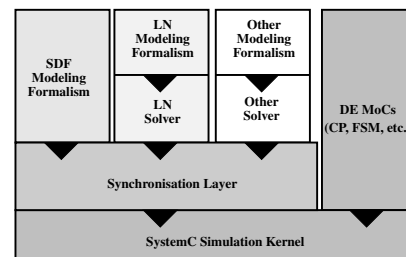 SDF
Modeling
Formalism
LN
Modeling
Formalism
LN
Solver
Other
Modeling
Formalism
Other
Solver
DE MoCs
(CP, FSM, etc.
Synchronisation Layer
SystemC Simulation Kernel